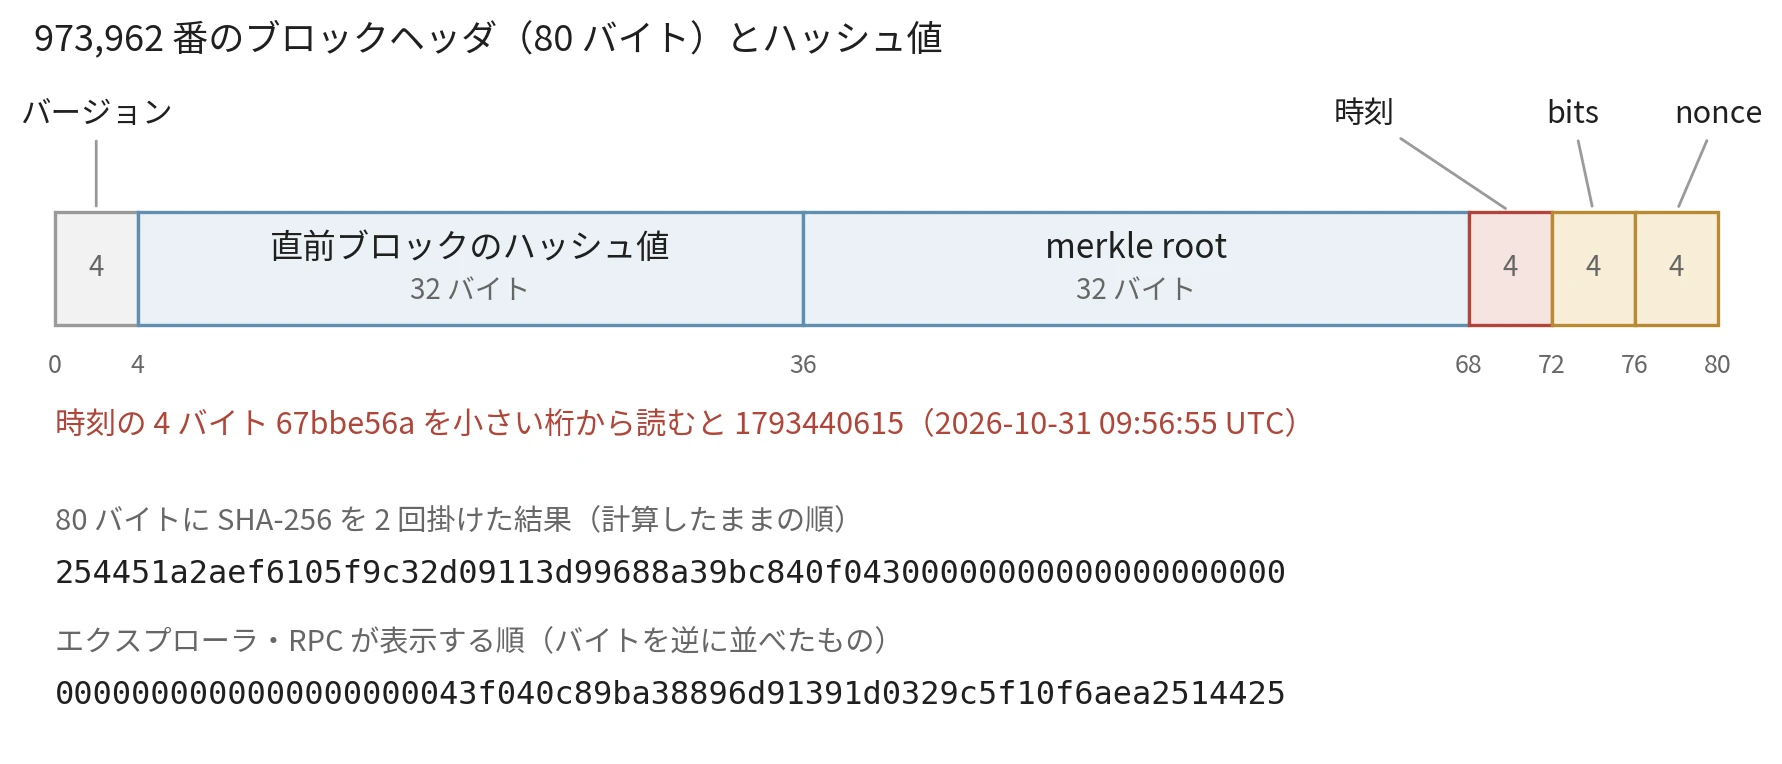 973,962 番のブロックヘッダ（80 バイト）とハッシュ値
バージョン 時刻 bits nonce
4 直前ブロックのハッシュ値 32 バイト merkle root 32 バイト 4 4 4
0 4 36 68 72 76 80
時刻の 4 バイト 67bbe56a を小さい桁から読むと 1793440615（2026-10-31 09:56:55 UTC）
80 バイトに SHA-256 を 2 回掛けた結果（計算したままの順）
254451a2aef6105f9c32d09113d99688a39bc840f04300000000000000000000
エクスプローラ・RPC が表示する順（バイトを逆に並べたもの）
0000000000000000000043f040c89ba38896d91391d0329c5f10f6aea2514425